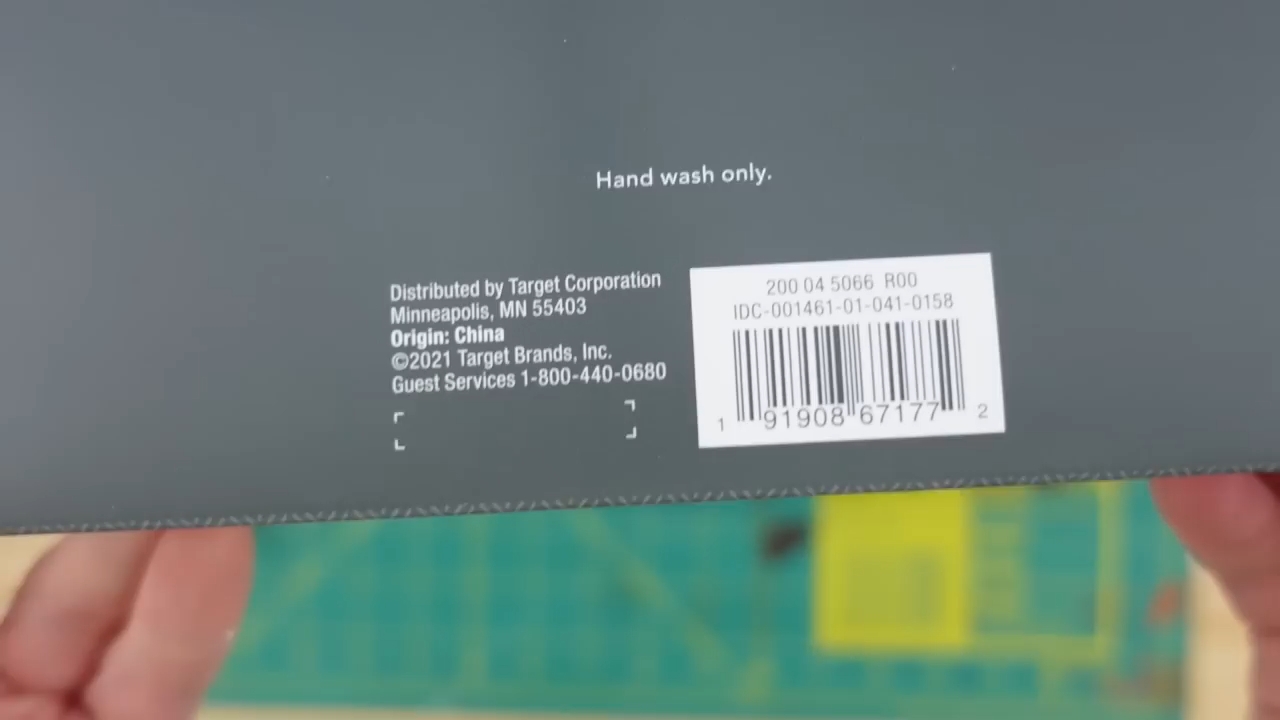 Hand wash only.
Distributed by Target Corporation
Minneapolis, MN 55403
Origin: China
©2021 Target Brands, Inc.
Guest Services 1-800-440-0680
200 04 5066 R00
IDC-001461-01-041-0158
1 91908 67177 2